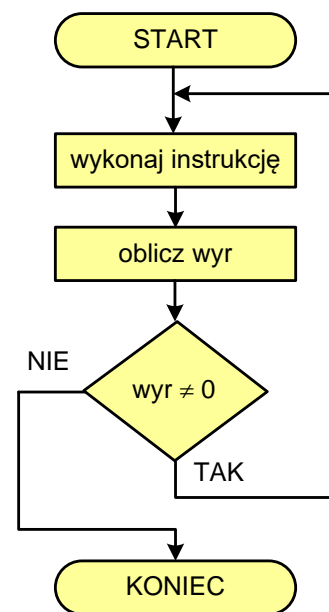 START
wykonaj instrukcję
oblicz wyr
NIE
wyr ≠ 0
TAK
KONIEC